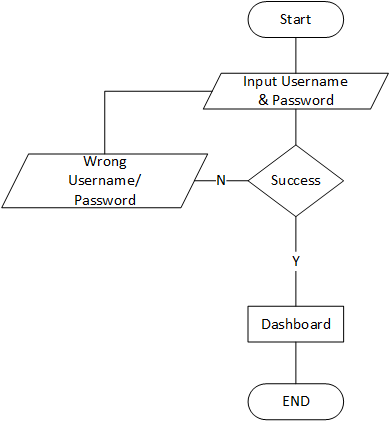 Start
Input Username
& Password
Wrong
Username/
Password
N
Success
Y
Dashboard
END